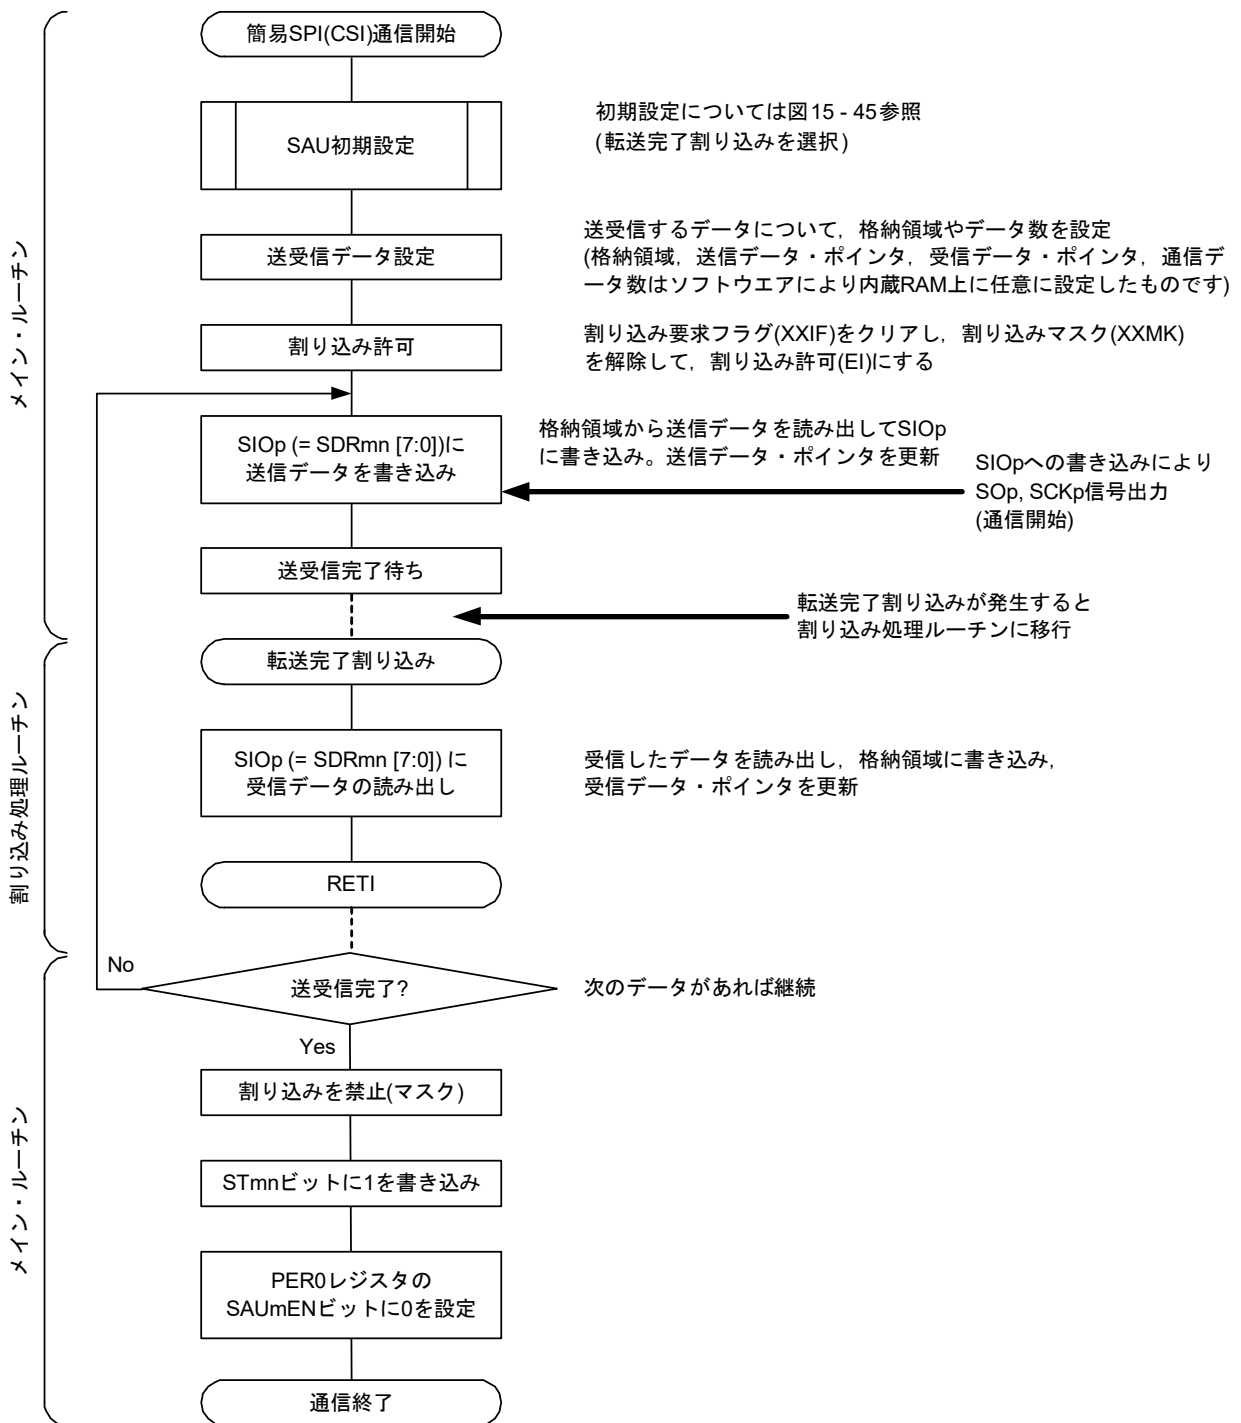 簡易SPI(CSI)通信開始
SAU初期設定
初期設定については図15 - 45参照
(転送完了割り込みを選択)
メイン・ルーチン
送受信データ設定
送受信するデータについて，格納領域やデータ数を設定
(格納領域，送信データ・ポインタ，受信データ・ポインタ，通信デ
ータ数はソフトウエアにより内蔵RAM上に任意に設定したものです)
割り込み許可
割り込み要求フラグ(XXIF)をクリアし，割り込みマスク(XXMK)
を解除して，割り込み許可(EI)にする
SIOp (= SDRmn [7:0])に
送信データを書き込み
格納領域から送信データを読み出してSIOp
に書き込み。送信データ・ポインタを更新
SIOpへの書き込みにより
SOp, SCKp信号出力
(通信開始)
送受信完了待ち
転送完了割り込みが発生すると
割り込み処理ルーチンに移行
割り込み処理ルーチン
転送完了割り込み
SIOp (= SDRmn [7:0]) に
受信データの読み出し
受信したデータを読み出し，格納領域に書き込み，
受信データ・ポインタを更新
RETI
No
送受信完了?
次のデータがあれば継続
Yes
メイン・ルーチン
割り込みを禁止(マスク)
STmnビットに1を書き込み
PER0レジスタの
SAUmENビットに0を設定
通信終了